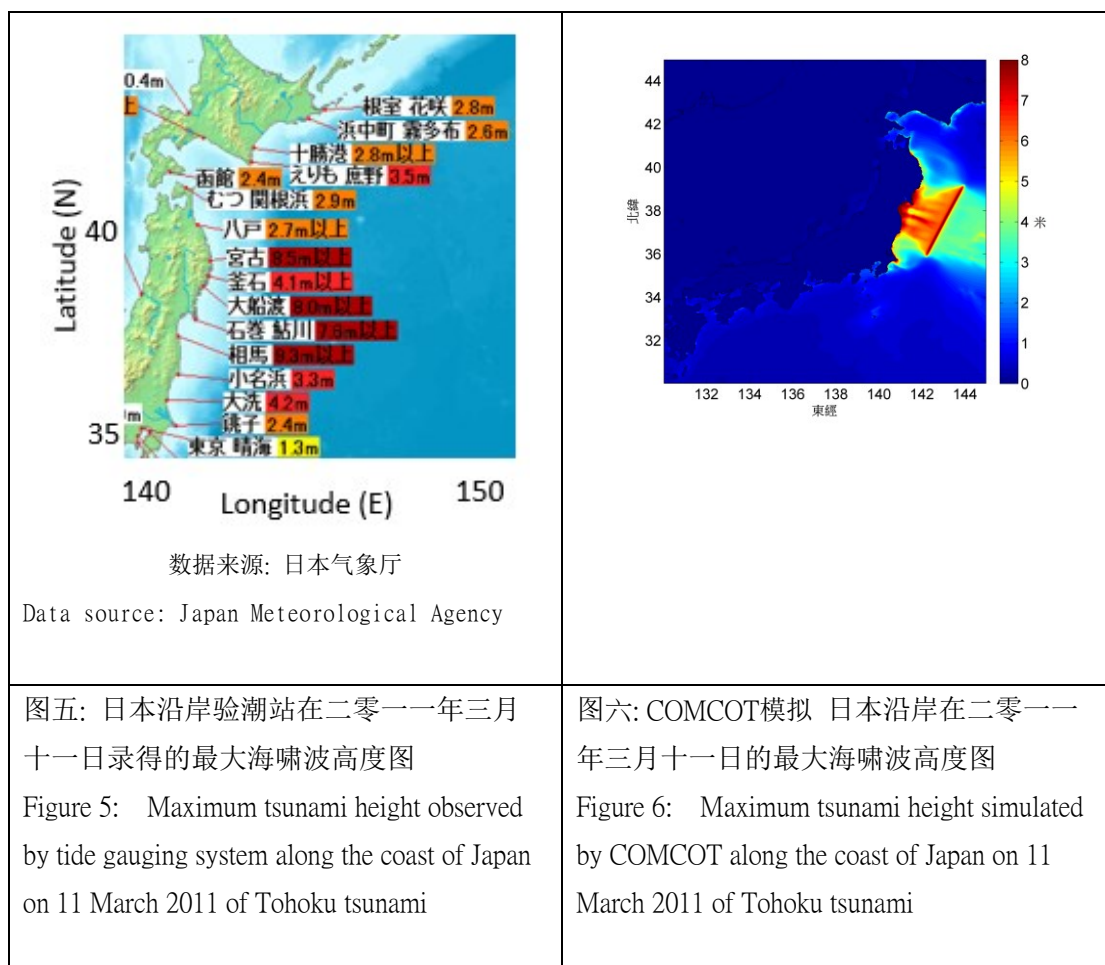 0.4m
上
根室 花咲 2.8m
浜中町 霧多布 2.6m
十勝港 2.8m以上
えりも 庶野 3.5m
函館 2.4m
むつ 関根浜 2.9m
八戸 2.7m以上
宮古 8.5m以上
釜石 4.1m以上
大船渡 8.0m以上
石巻 鮎川 7.6m以上
相馬 9.3m以上
小名浜 3.3m
大洗 4.2m
銚子 2.4m
東京 晴海 1.3m
m
Latitude (N)
40
35
140
150
Longitude (E)
数据来源: 日本气象厅
Data source: Japan Meteorological Agency
44
42
40
38
36
34
32
北緯
132 134 136 138 140 142 144
東經
8
7
6
5
4
3
2
1
0
米
图五: 日本沿岸验潮站在二零一一年三月
十一日录得的最大海啸波高度图
Figure 5: Maximum tsunami height observed
by tide gauging system along the coast of Japan
on 11 March 2011 of Tohoku tsunami
图六: COMCOT模拟 日本沿岸在二零一一
年三月十一日的最大海啸波高度图
Figure 6: Maximum tsunami height simulated
by COMCOT along the coast of Japan on 11
March 2011 of Tohoku tsunami